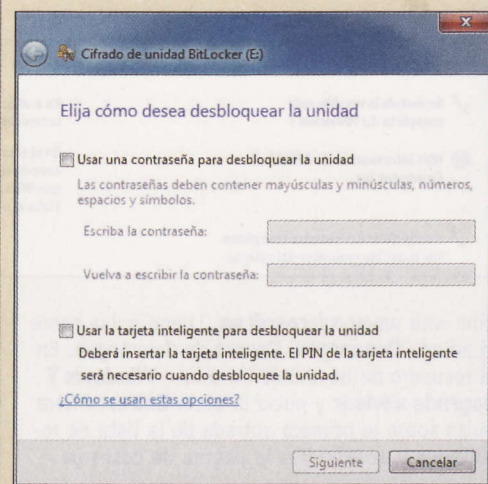 Cifrado de unidad BitLocker (E:)
Elija cómo desea desbloquear la unidad
Usar una contraseña para desbloquear la unidad
Las contraseñas deben contener mayúsculas y minúsculas, números,
espacios y símbolos.
Escriba la contraseña:
Vuelva a escribir la contraseña:
Usar la tarjeta inteligente para desbloquear la unidad
Deberá insertar la tarjeta inteligente. El PIN de la tarjeta inteligente
será necesario cuando desbloquee la unidad.
¿Cómo se usan estas opciones?
Siguiente
Cancelar